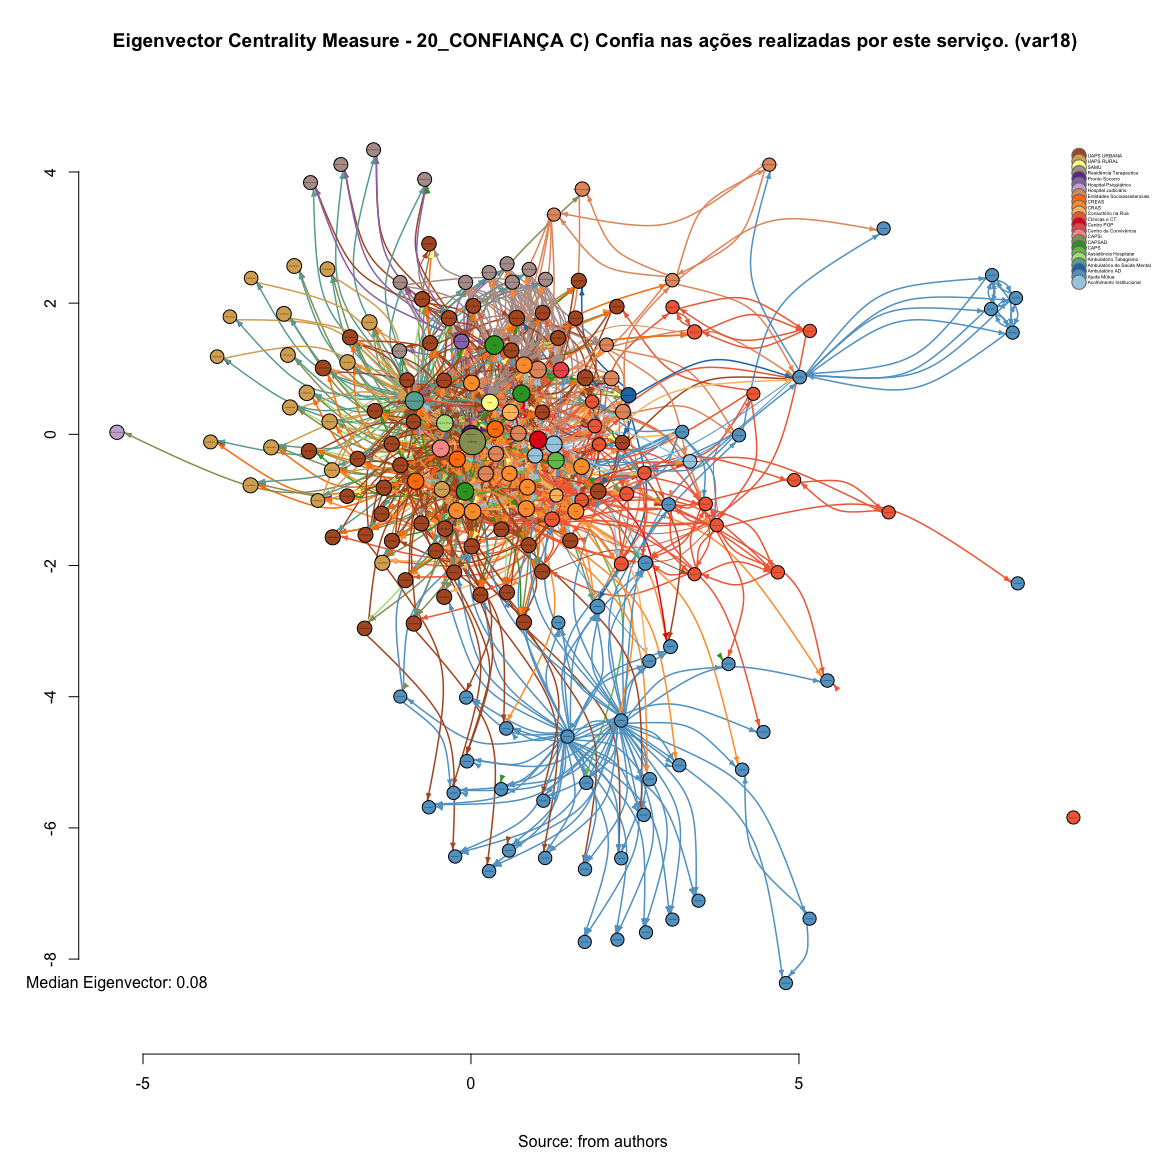 Eigenvector Centrality Measure - 20_CONFIANÇA C) Confia nas ações realizadas por este serviço. (var18)
UAPS URBANA
UAPS RURAL
SAMU
Residência Terapeutica
Pronto Socorro
Hospital Psiquiátrico
Hospital Judiciário
Entidades Socioassistenciais
CREAS
CRAS
Consultório na Rua
Clínicas e CT
Centro POP
Centro de Convivência
CAPSi
CAPSAD
CAPS
Assistência Hospitalar
Ambulatório Tabagismo
Ambulatório de Saúde Mental
Ambulatório AD
Ajuda Mútua
Acolhimento Institucional
4
2
0
-2
-4
-6
-8
Median Eigenvector: 0.08
-5
0
5
Source: from authors